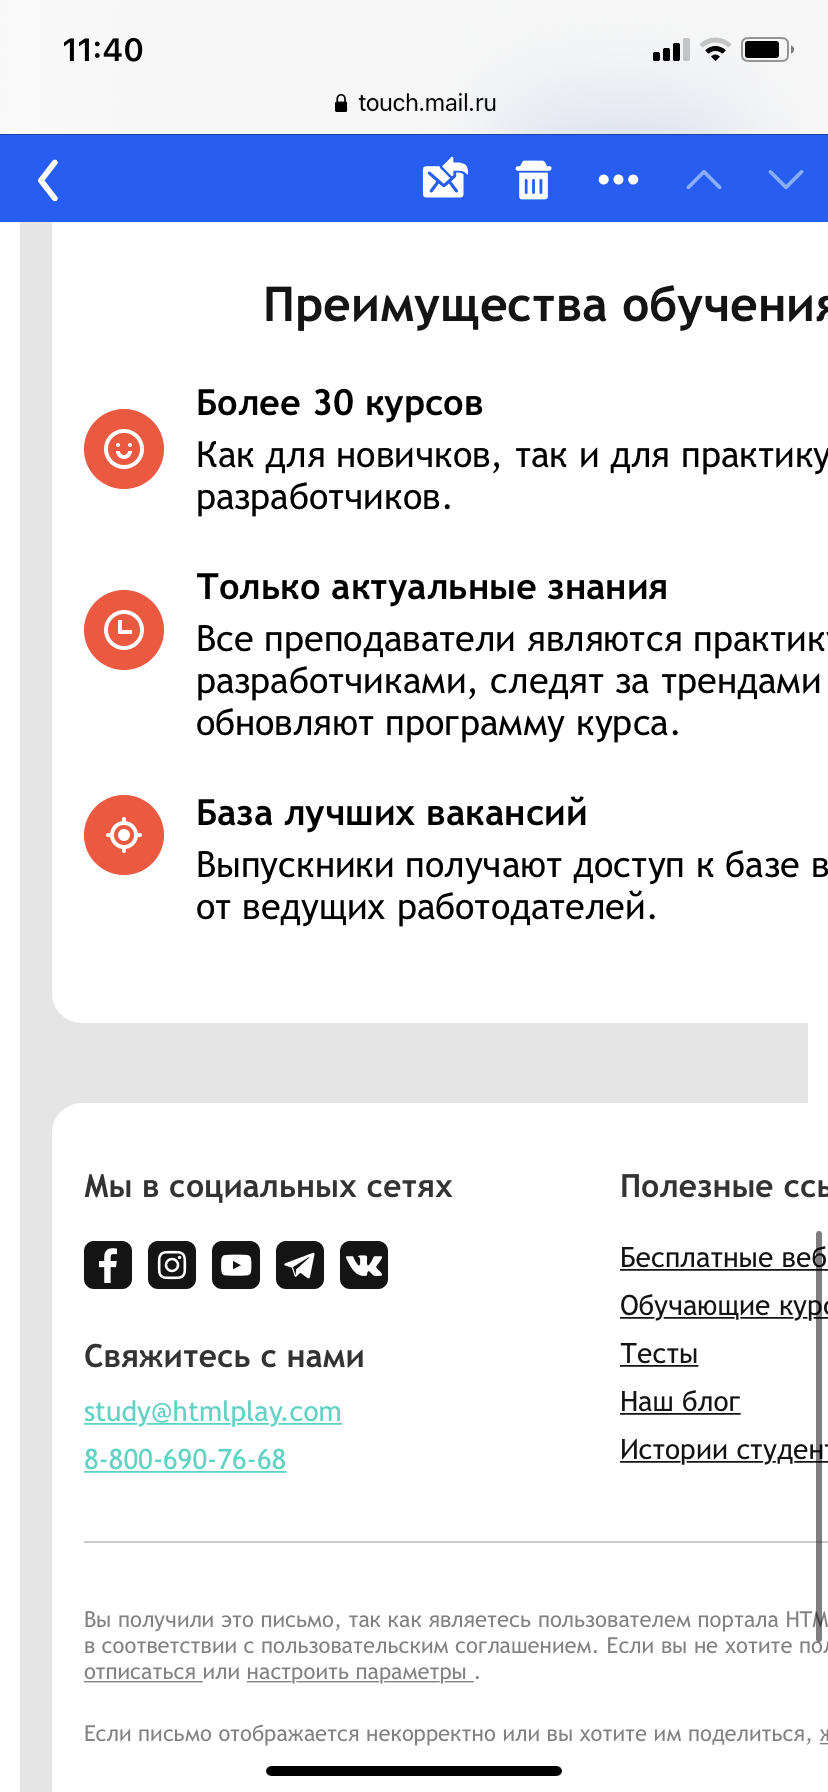 11:40
touch.mail.ru
Преимущества обучения
Более 30 курсов
Как для новичков, так и для практику
разработчиков.
Только актуальные знания
Все преподаватели являются практик
разработчиками, следят за трендами
обновляют программу курса.
База лучших вакансий
Выпускники получают доступ к базе в
от ведущих работодателей.
Мы в социальных сетях
Свяжитесь с нами
study@htmlplay.com
8-800-690-76-68
Полезные ссы
Бесплатные веб
Обучающие курс
Тесты
Наш блог
Истории студент
Вы получили это письмо, так как являетесь пользователем портала HTM
в соответствии с пользовательским соглашением. Если вы не хотите пол
отписаться или настроить параметры .
Если письмо отображается некорректно или вы хотите им поделиться, ж